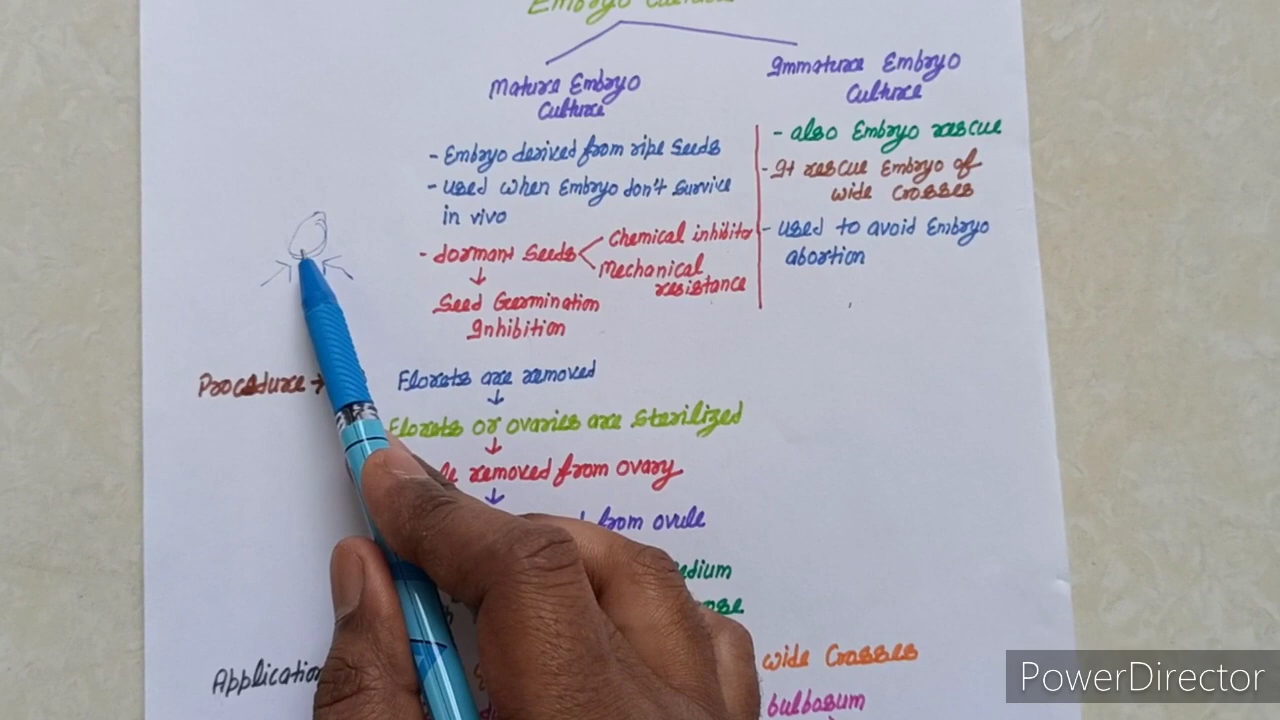 Embryo Culture
Mature Embryo
Culture
- Embryo derived from ripe seeds
- used when Embryo don't survive
in vivo
- dormant seeds
Chemical inhibitor
Mechanical
resistance
↓
Seed Germination
Inhibition
Immature Embryo
Culture
- also Embryo rescue
- It rescue Embryo of
wide crosses
- used to avoid Embryo
abortion
Procedure →
Florets are removed
↓
Florets or ovaries are sterilized
↓
removed from ovary
↓
from ovule
Application
wide Crosses
bulbosum
PowerDirector